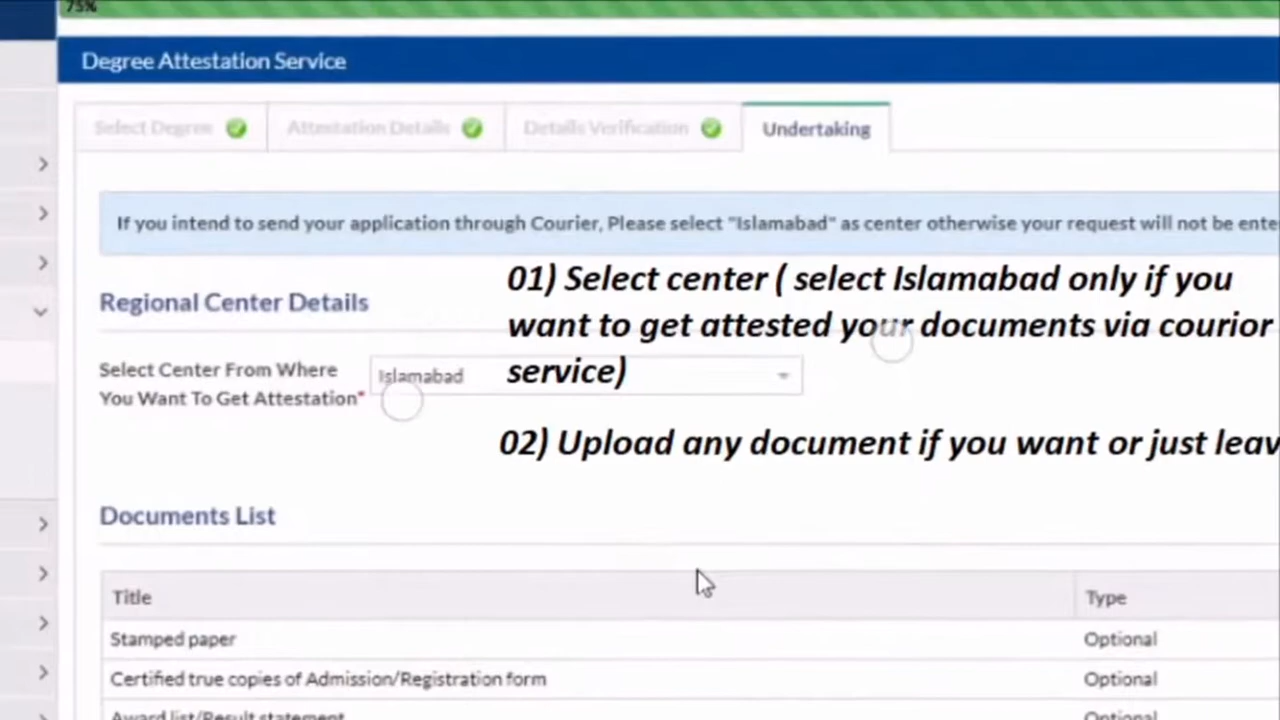 75%
Degree Attestation Service
Select Degree
Attestation Details
Details Verification
Undertaking
If you intend to send your application through Courier, Please select "Islamabad" as center otherwise your request will not be ente
01) Select center ( select Islamabad only if you
want to get attested your documents via courior
service)
Regional Center Details
Select Center From Where
You Want To Get Attestation*
Islamabad
02) Upload any document if you want or just leav
Documents List
Title
Type
Stamped paper
Optional
Certified true copies of Admission/Registration form
Optional
Award list/Result statement
Optional